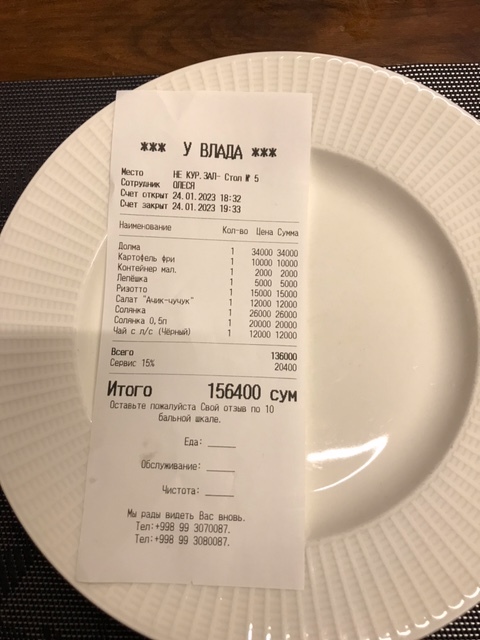 *** У ВЛАДА ***
Место НЕ КУР.ЗАЛ- Стол № 5
Сотрудник ОЛЕСЯ
Счет открыт 24.01.2023 18:32
Счет закрыт 24.01.2023 19:33
Наименование Кол-во Цена Сумма
Долма 1 34000 34000
Картофель фри 1 10000 10000
Контейнер мал. 1 2000 2000
Лепёшка 1 5000 5000
Ризотто 1 15000 15000
Салат "Ачик-чучук" 1 12000 12000
Солянка 1 26000 26000
Солянка 0,5п 1 20000 20000
Чай с л/с (Чёрный) 1 12000 12000
Всего 136000
Сервис 15% 20400
Итого 156400 сум
Оставьте пожалуйста Свой отзыв по 10
бальной шкале.
Еда: _____
Обслуживание: _____
Чистота: _____
Мы рады видеть Вас вновь.
Тел:+998 99 3070087.
Тел:+998 99 3080087.